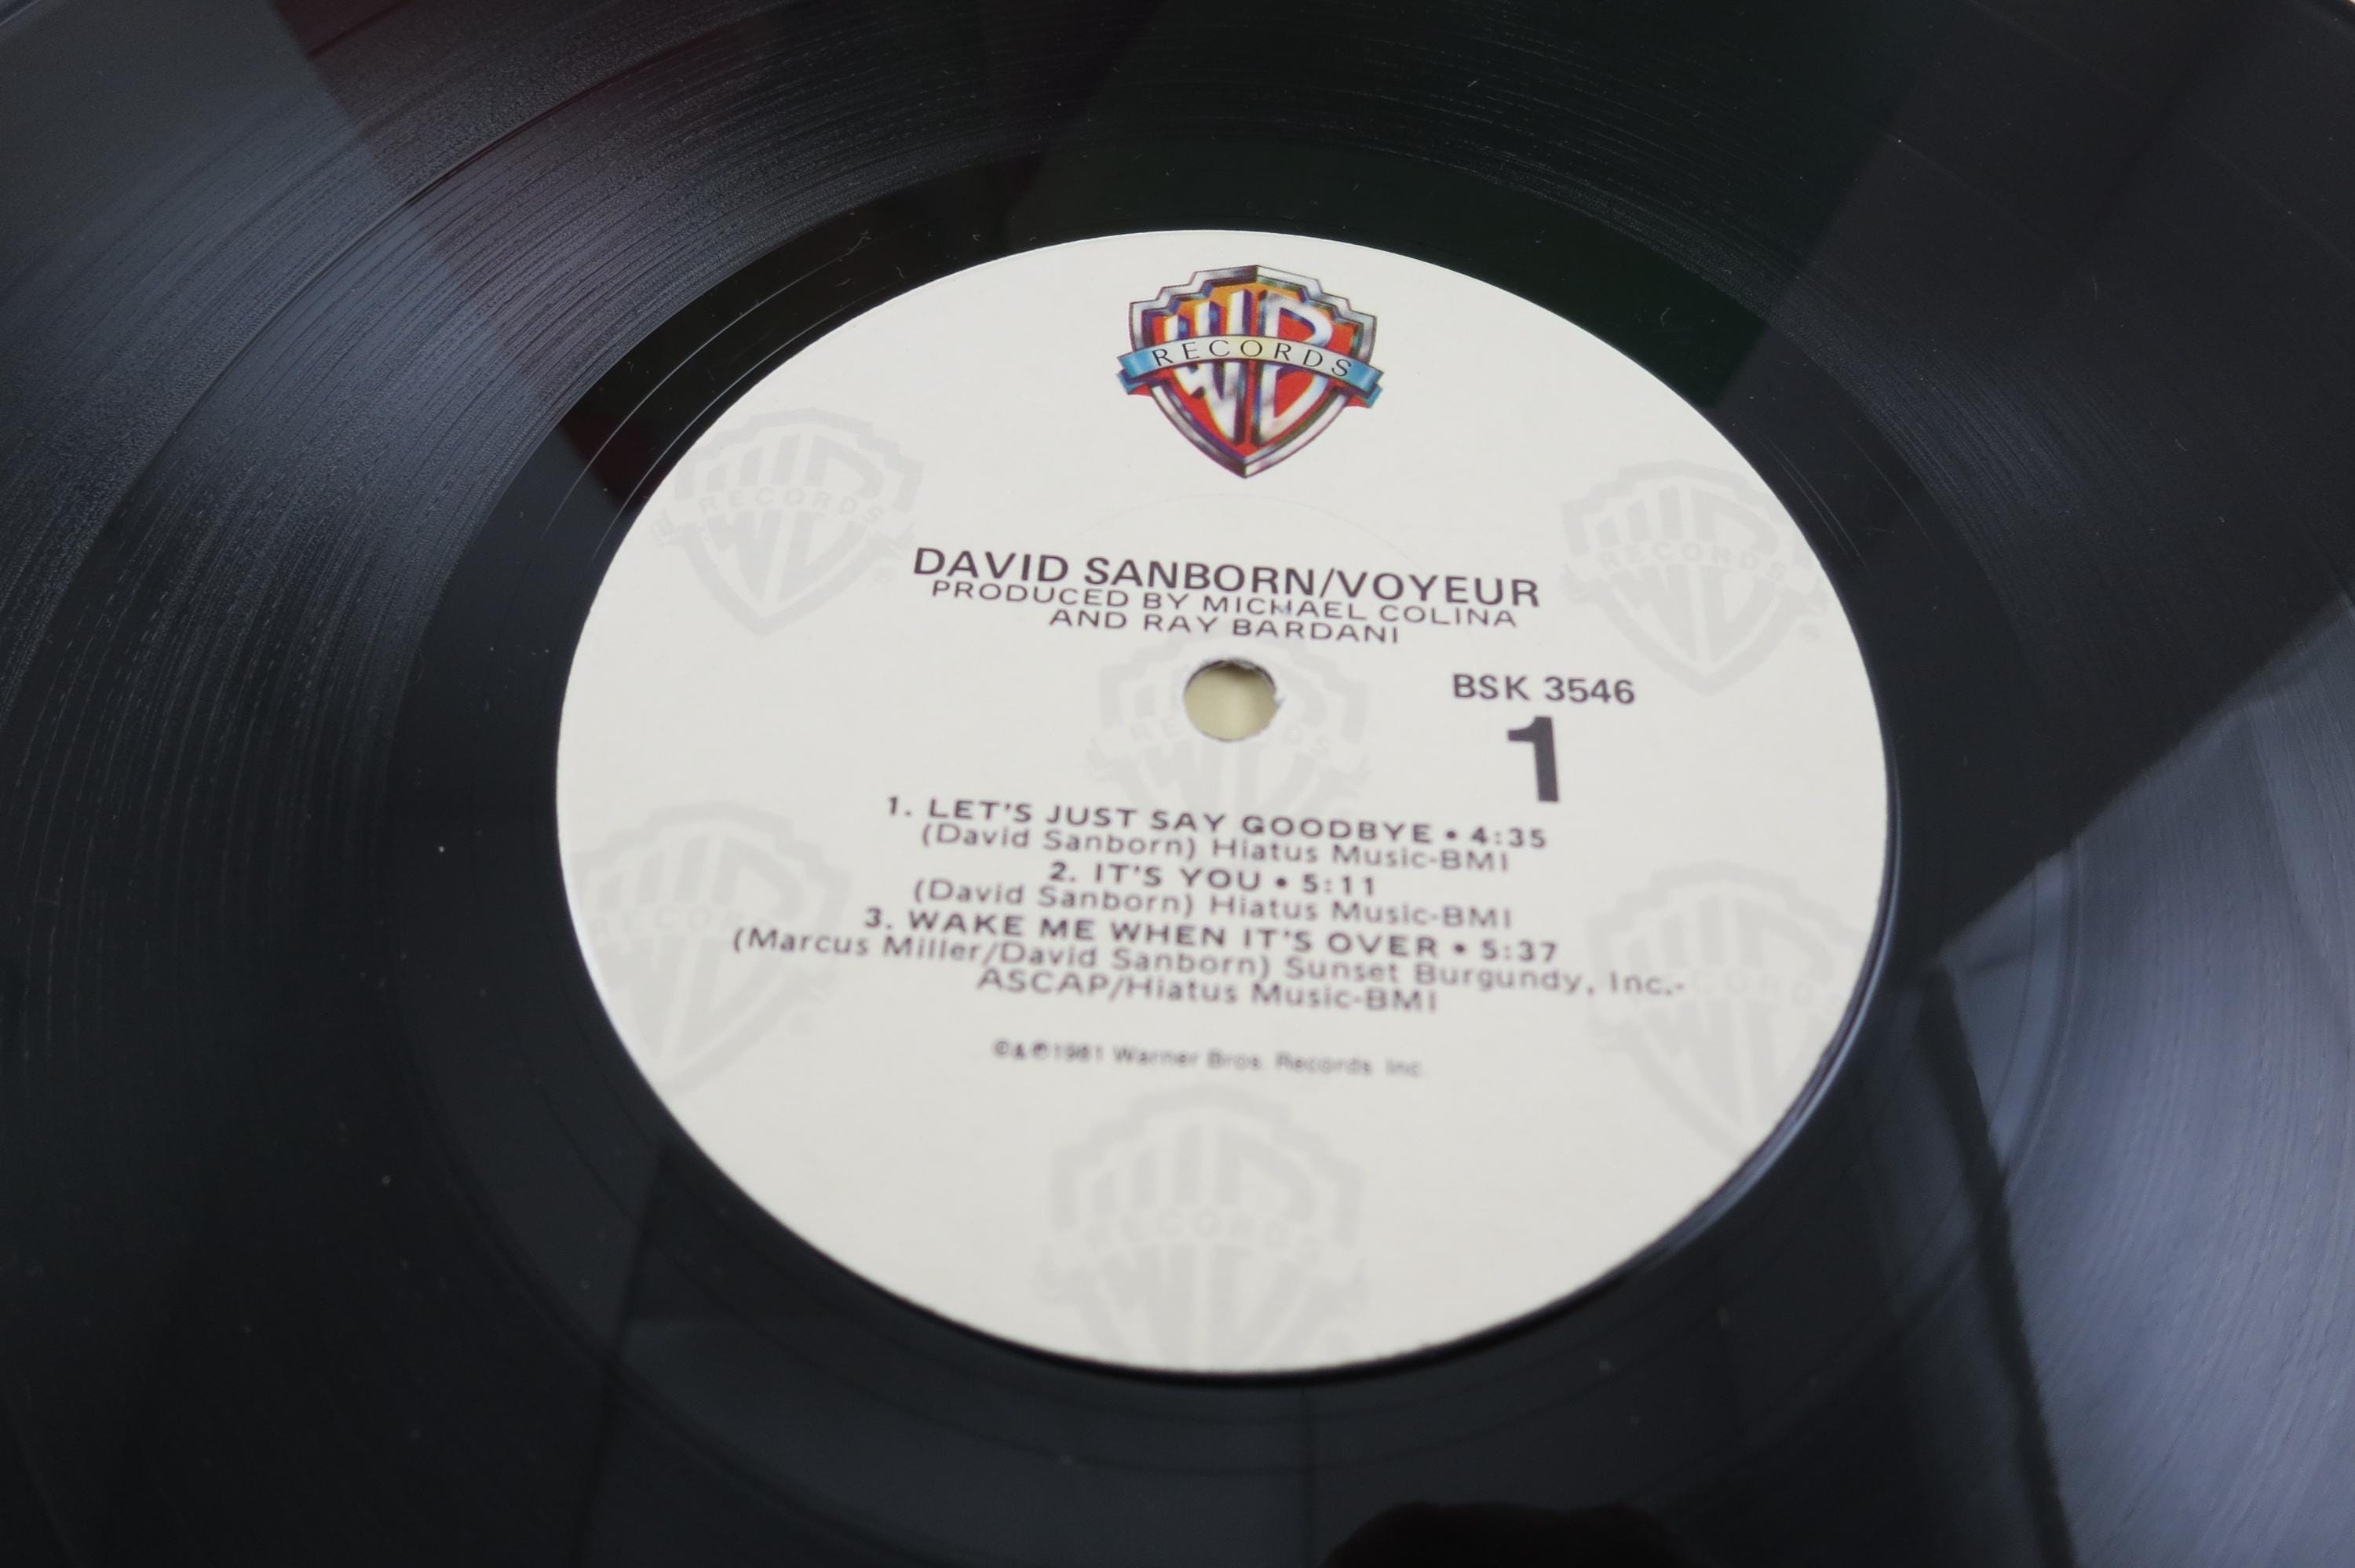 WB
RECORDS
DAVID SANBORN/VOYEUR
PRODUCED BY MICHAEL COLINA
AND RAY BARDANI
BSK 3546
1
1. LET'S JUST SAY GOODBYE • 4:35
(David Sanborn) Hiatus Music-BMI
2. IT'S YOU • 5:11
(David Sanborn) Hiatus Music-BMI
3. WAKE ME WHEN IT'S OVER • 5:37
(Marcus Miller/David Sanborn) Sunset Burgundy, Inc.-
ASCAP/Hiatus Music-BMI
©&℗1981 Warner Bros. Records Inc.